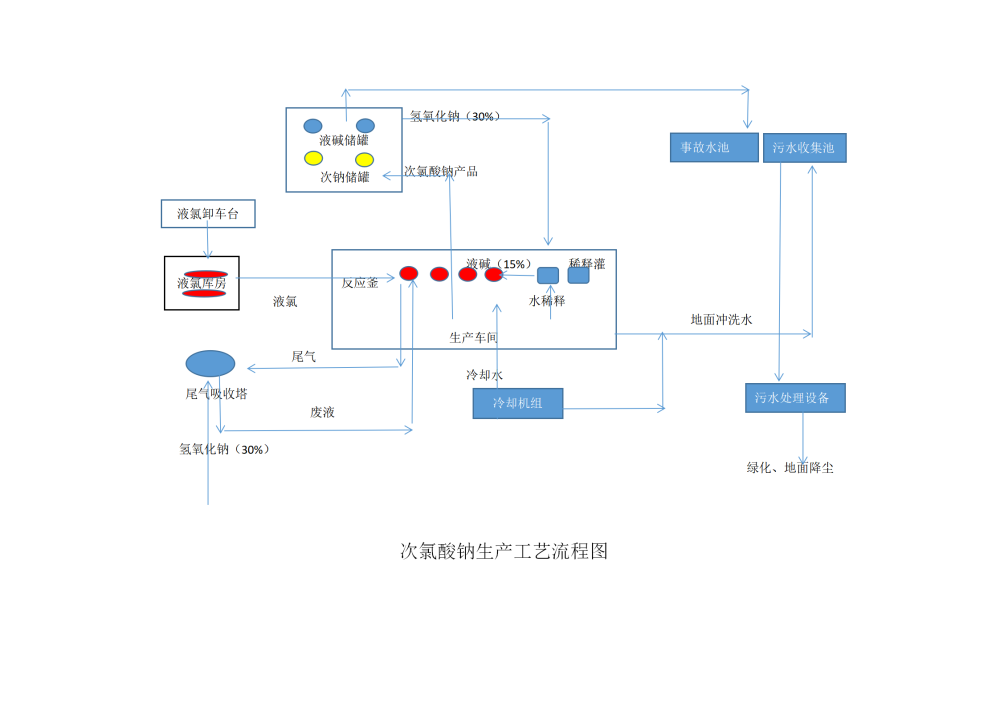 氢氧化钠（30%）
液碱储罐
事故水池
污水收集池
次钠储罐
次氯酸钠产品
液氯卸车台
液碱（15%）
稀释灌
液氯库房
反应釜
液氯
水稀释
地面冲洗水
生产车间
尾气
冷却水
尾气吸收塔
冷却机组
污水处理设备
废液
氢氧化钠（30%）
绿化、地面降尘
次氯酸钠生产工艺流程图